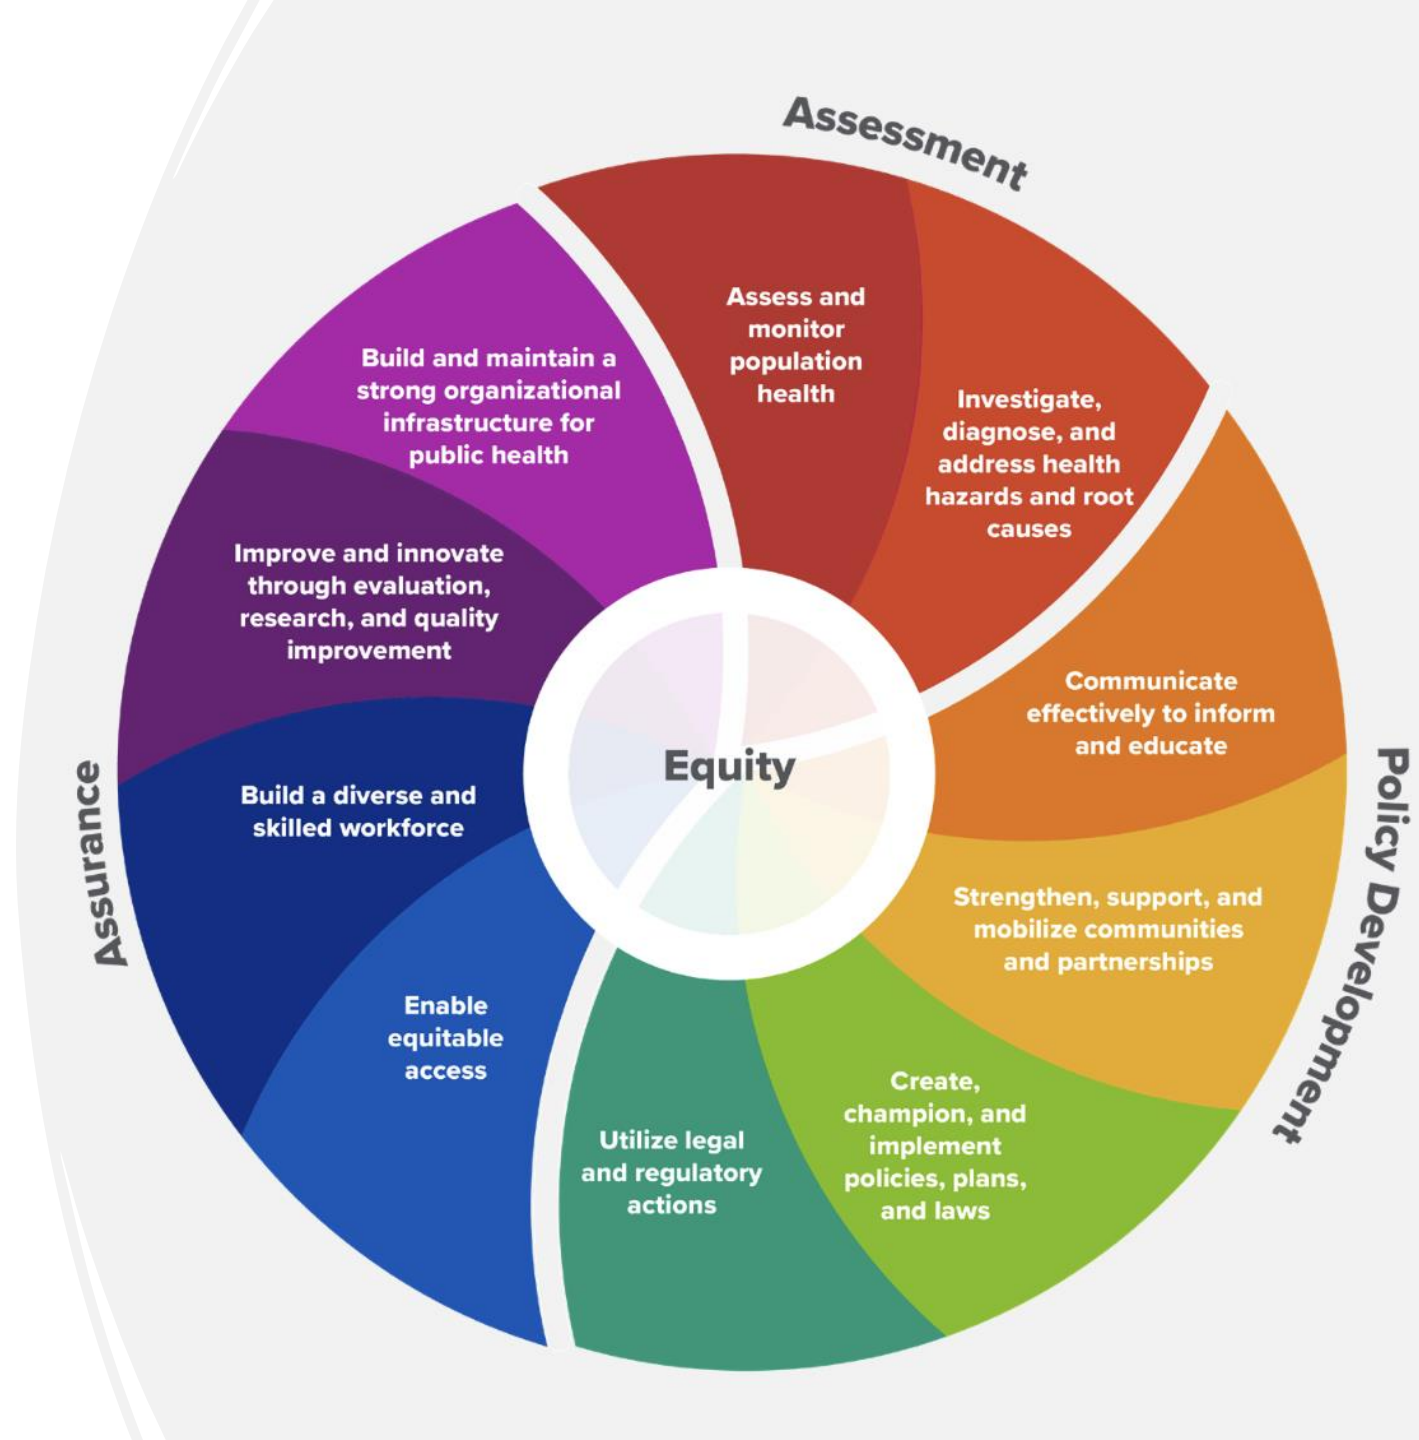 Assessment
Assess and
monitor
population
health
Investigate,
diagnose, and
address health
hazards and root
causes
Policy Development
Communicate
effectively to inform
and educate
Strengthen, support, and
mobilize communities
and partnerships
Create,
champion, and
implement
policies, plans,
and laws
Utilize legal
and regulatory
actions
Assurance
Enable
equitable
access
Build a diverse and
skilled workforce
Improve and innovate
through evaluation,
research, and quality
improvement
Build and maintain a
strong organizational
infrastructure for
public health
Equity